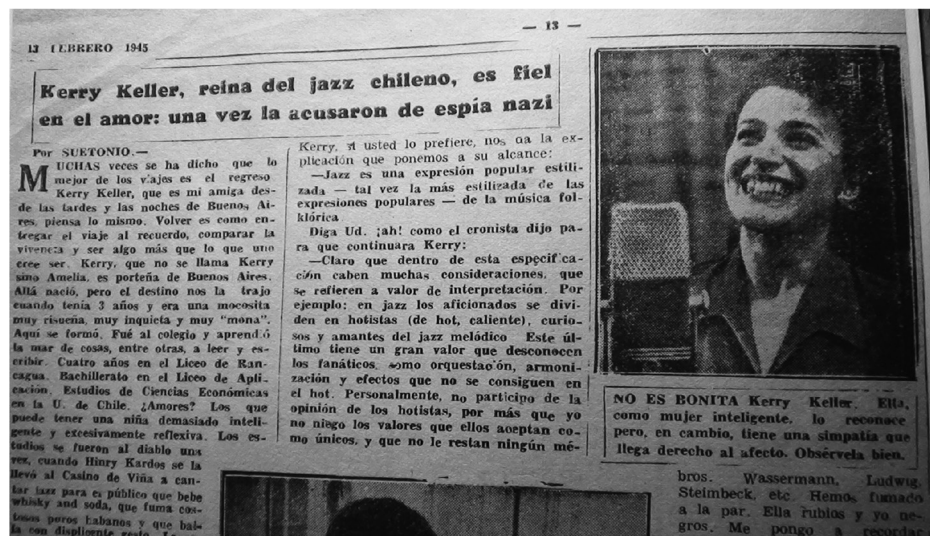 — 13 —
13 FEBRERO 1945
Kerry Keller, reina del jazz chileno, es fiel
en el amor: una vez la acusaron de espía nazi
Por SUETONIO.—
MUCHAS veces se ha dicho que lo
mejor de los viajes es el regreso
Kerry Keller, que es mi amiga des-
de las tardes y las noches de Buenos Ai-
res, piensa lo mismo. Volver es como en-
tregar el viaje al recuerdo, comparar la
vivencia y ser algo más que lo que uno
cree ser. Kerry, que no se llama Kerry
sino Amelia, es porteña de Buenos Aires.
Allá nació, pero el destino nos la trajo
cuando tenía 3 años y era una mocosita
muy risueña, muy inquieta y muy "mona".
Aquí se formó. Fué al colegio y aprendió
la mar de cosas, entre otras, a leer y es-
cribir. Cuatro años en el Liceo de Ran-
cagua. Bachillerato en el Liceo de Apli-
cación. Estudios de Ciencias Económicas
en la U. de Chile. ¿Amores? Los que
puede tener una niña demasiado inteli-
gente y excesivamente reflexiva. Los es-
tudios se fueron al diablo una
vez, cuando Hinry Kardos se la
llevó al Casino de Viña a can-
tar jazz para el público que bebe
whisky and soda, que fuma cos-
tosos puros habanos y que bai-
la con displicente
Kerry, si usted lo prefiere, nos da la ex-
plicación que ponemos a su alcance:
—Jazz es una expresión popular estili-
zada — tal vez la más estilizada de las
expresiones populares — de la música fol-
klórica
Diga Ud. ¡ah! como el cronista dijo pa-
ra que continuara Kerry:
—Claro que dentro de esta especifica-
ción caben muchas consideraciones, que
se refieren a valor de interpretación. Por
ejemplo: en jazz los aficionados se divi-
den en hotistas (de hot, caliente), curio-
sos y amantes del jazz melódico Este úl-
timo tiene un gran valor que desconocen
los fanáticos, como orquestación, armoni-
zación y efectos que no se consiguen en
el hot. Personalmente, no participo de la
opinión de los hotistas, por más que yo
no niego los valores que ellos aceptan co-
mo únicos, y que no le restan ningún mé-
NO ES BONITA Kerry Keller. Ella,
como mujer inteligente, lo reconoce
pero, en cambio, tiene una simpatía que
llega derecho al afecto. Obsérvela bien.
bros. Wassermann, Ludwig,
Steimbeck, etc. Hemos fumado
a la par. Ella rubios y yo ne-
gros. Me pongo a recordar